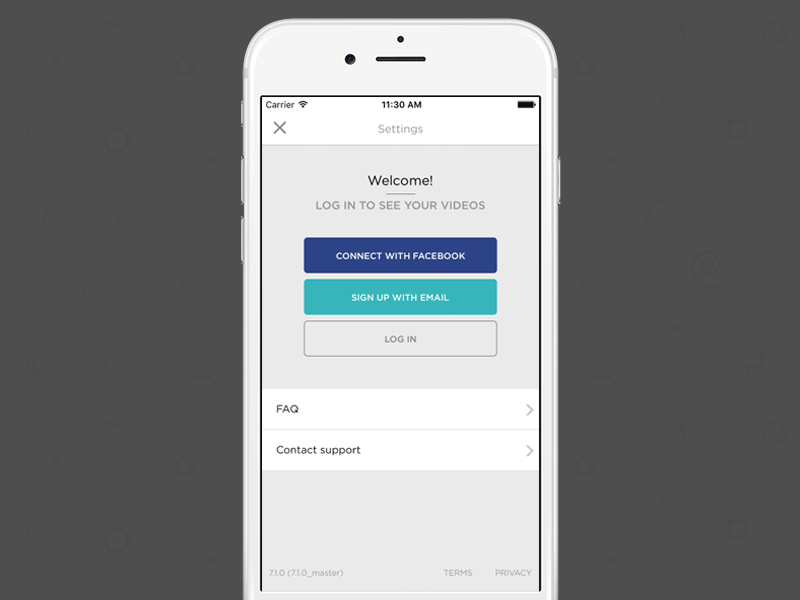 Carrier 11:30 AM
Settings
Welcome!
LOG IN TO SEE YOUR VIDEOS
CONNECT WITH FACEBOOK
SIGN UP WITH EMAIL
LOG IN
FAQ
Contact support
7.1.0 (7.1.0_master) TERMS PRIVACY